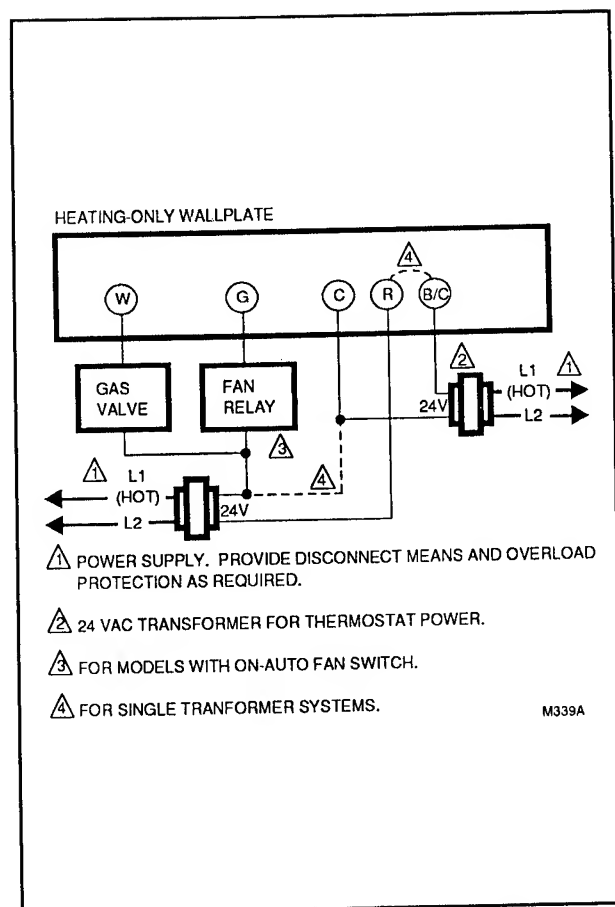 HEATING-ONLY WALLPLATE
4
W G C R B/C
GAS
VALVE
FAN
RELAY
2
24V
L1
(HOT)
1
L2
3
4
1
L1
(HOT)
L2
24V
1 POWER SUPPLY. PROVIDE DISCONNECT MEANS AND OVERLOAD
PROTECTION AS REQUIRED.
2 24 VAC TRANSFORMER FOR THERMOSTAT POWER.
3 FOR MODELS WITH ON-AUTO FAN SWITCH.
4 FOR SINGLE TRANFORMER SYSTEMS.
M339A